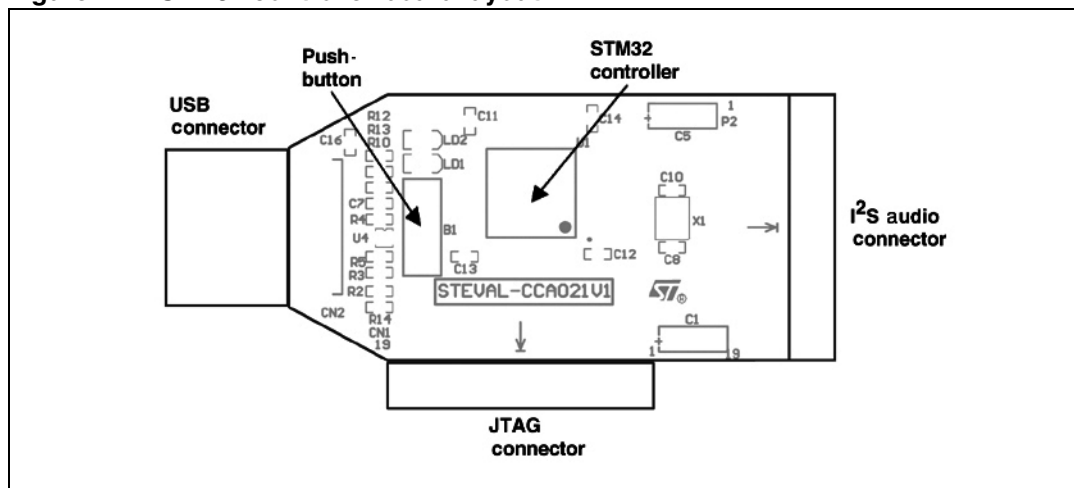 Push-
button
STM32
controller
USB
connector
R12
R13
R10
C16
C11
LD2
LD1
C14
1
P2
C5
C7
R4
U4
B1
C10
X1
C8
I²S audio
connector
R5
R3
R2
C13
C12
STEVAL-CCA021V1
ST®
CN2
R14
CN1
19
C1
1
19
JTAG
connector